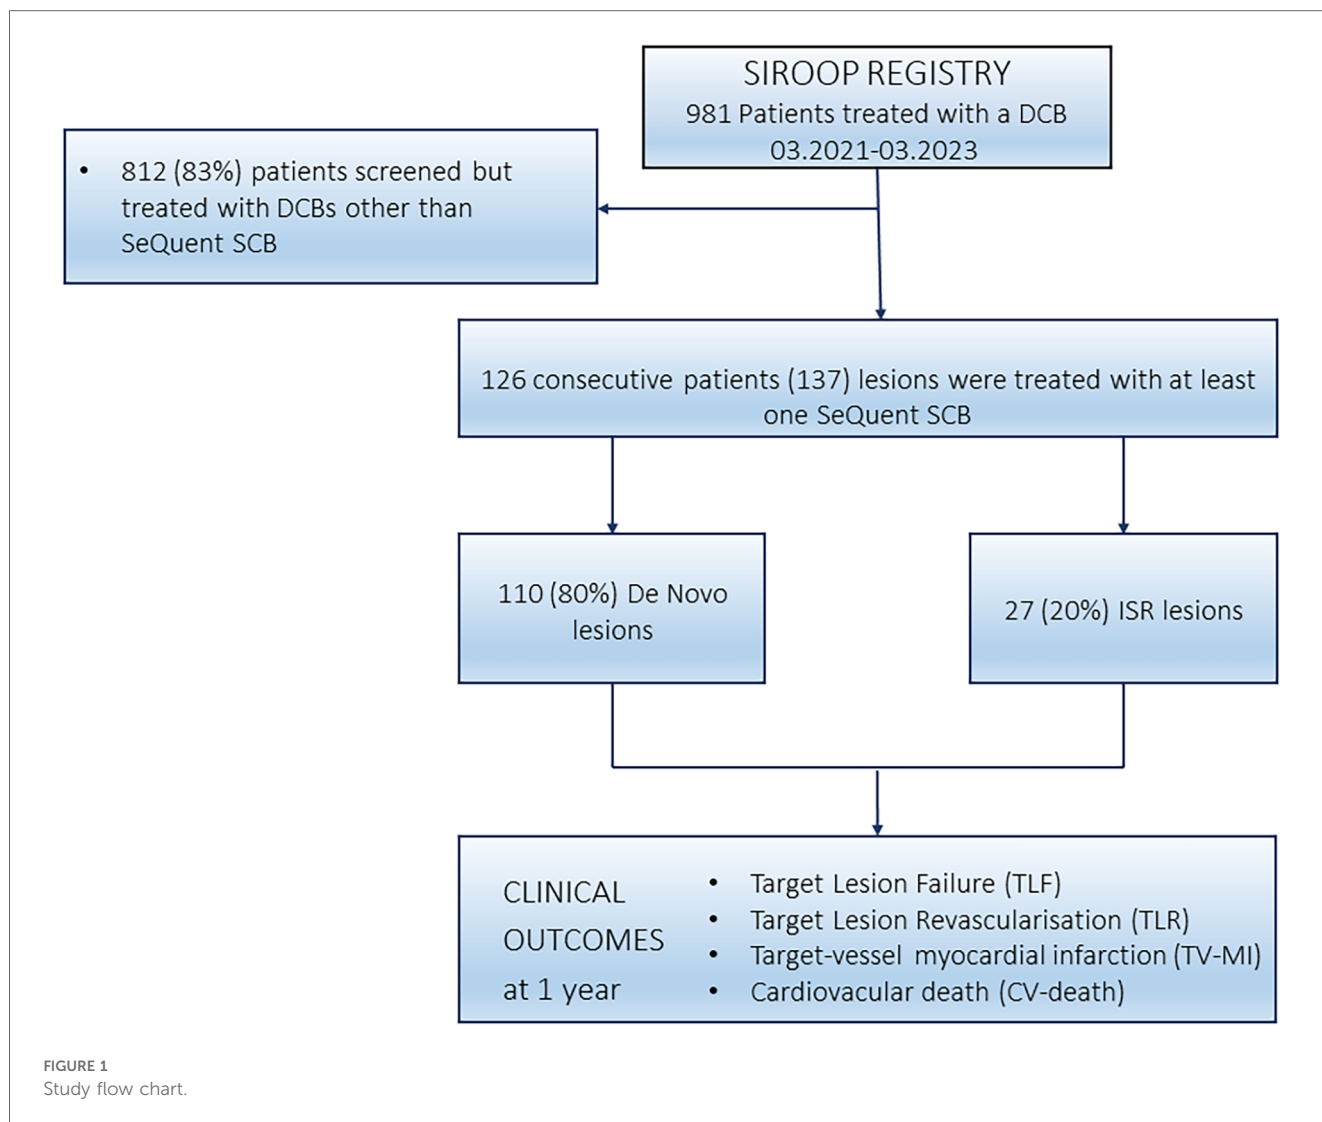 SIROOP REGISTRY
981 Patients treated with a DCB
03.2021-03.2023
• 812 (83%) patients screened but
treated with DCBs other than
SeQuent SCB
126 consecutive patients (137) lesions were treated with at least
one SeQuent SCB
110 (80%) De Novo
lesions
27 (20%) ISR lesions
CLINICAL
OUTCOMES
at 1 year
• Target Lesion Failure (TLF)
• Target Lesion Revascularisation (TLR)
• Target-vessel myocardial infarction (TV-MI)
• Cardiovacular death (CV-death)
FIGURE 1
Study flow chart.